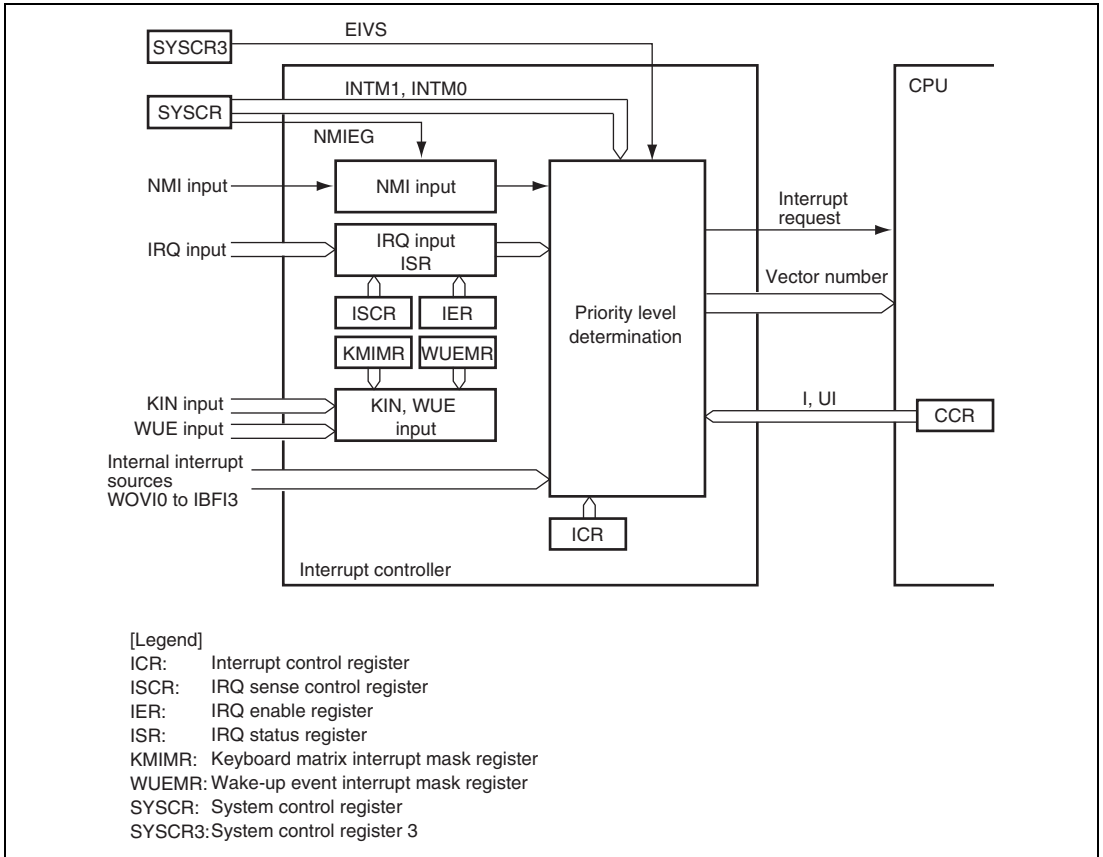 EIVS
SYSCR3
INTM1, INTM0
CPU
SYSCR
NMIEG
NMI input
NMI input
Interrupt
request
IRQ input
IRQ input
ISR
Vector number
ISCR
IER
Priority level
determination
KMIMR
WUEMR
KIN input
WUE input
KIN, WUE
input
I, UI
CCR
Internal interrupt
sources
WOVI0 to IBFI3
ICR
Interrupt controller
[Legend]
ICR: Interrupt control register
ISCR: IRQ sense control register
IER: IRQ enable register
ISR: IRQ status register
KMIMR: Keyboard matrix interrupt mask register
WUEMR: Wake-up event interrupt mask register
SYSCR: System control register
SYSCR3:System control register 3